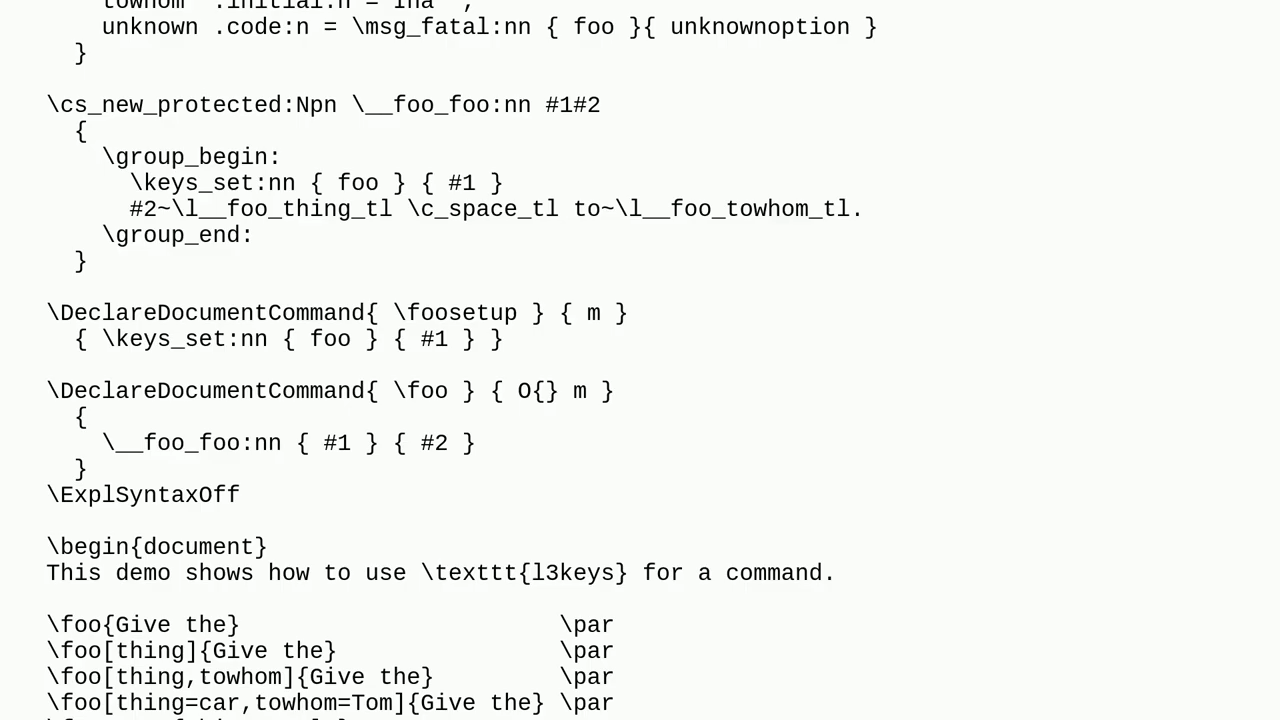 towhom .initial:n = Ina ,
unknown .code:n = \msg_fatal:nn { foo }{ unknownoption }
}
\cs_new_protected:Npn \__foo_foo:nn #1#2
{
\group_begin:
\keys_set:nn { foo } { #1 }
#2~\l__foo_thing_tl \c_space_tl to~\l__foo_towhom_tl.
\group_end:
}
\DeclareDocumentCommand{ \foosetup } { m }
{ \keys_set:nn { foo } { #1 } }
\DeclareDocumentCommand{ \foo } { O{} m }
{
\__foo_foo:nn { #1 } { #2 }
}
\ExplSyntaxOff
\begin{document}
This demo shows how to use \texttt{l3keys} for a command.
\foo{Give the} \par
\foo[thing]{Give the} \par
\foo[thing,towhom]{Give the} \par
\foo[thing=car,towhom=Tom]{Give the} \par